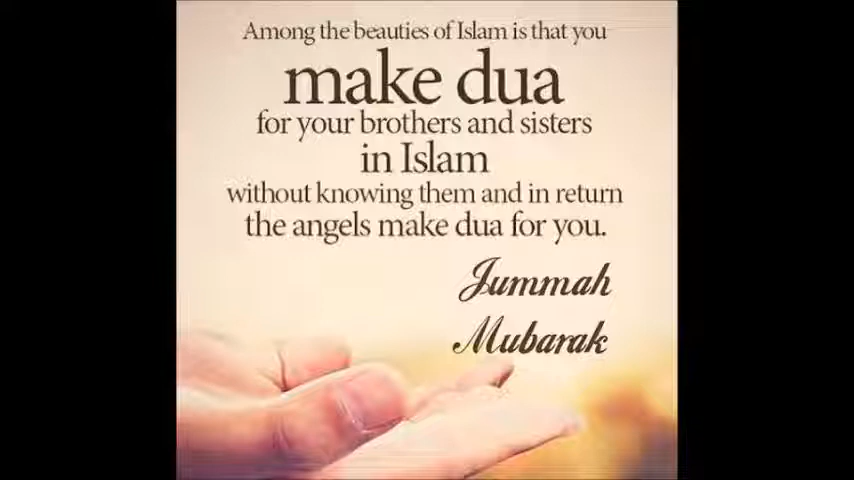 Among the beauties of Islam is that you
make dua
for your brothers and sisters
in Islam
without knowing them and in return
the angels make dua for you.
Jummah
Mubarak